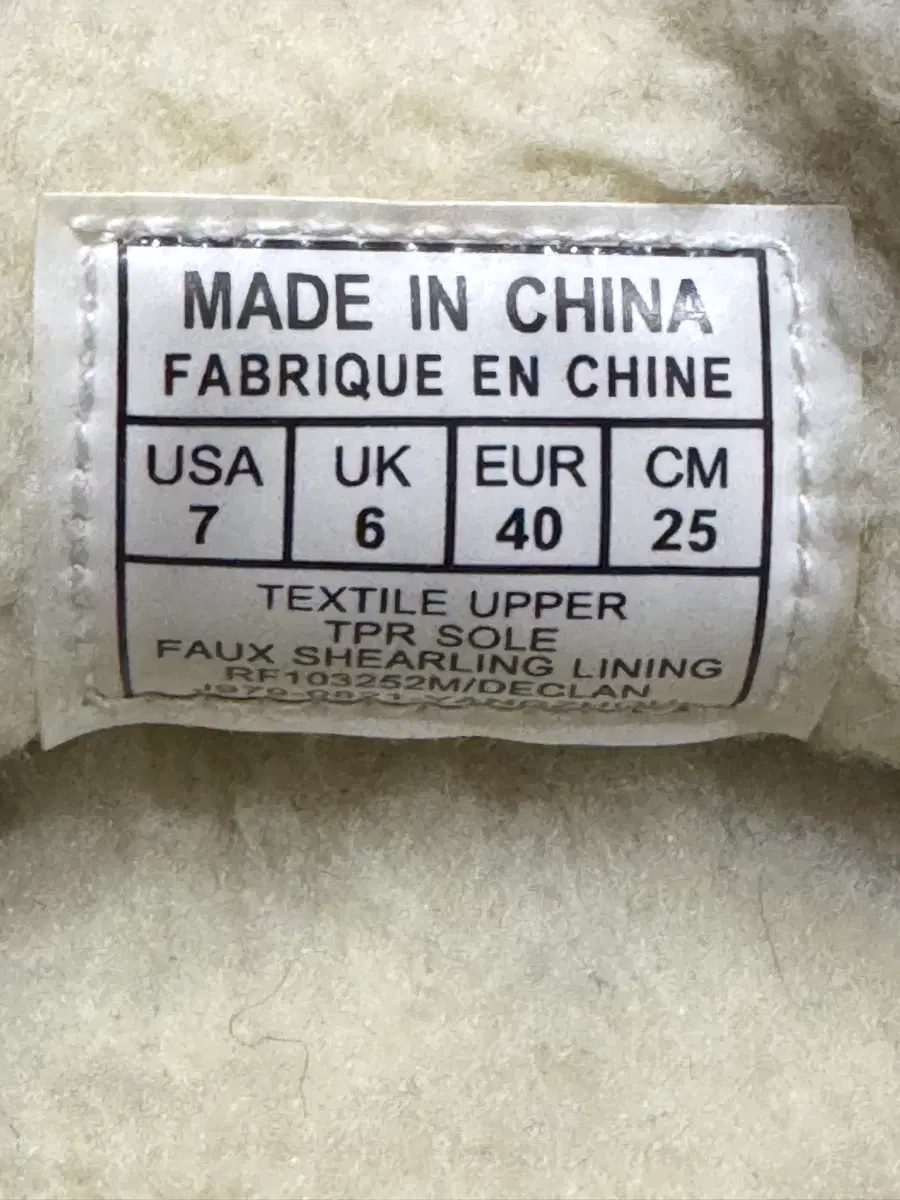 MADE IN CHINA
FABRIQUE EN CHINE
USA UK EUR CM
7 6 40 25
TEXTILE UPPER
TPR SOLE
FAUX SHEARLING LINING
RF103252M/DECLAN